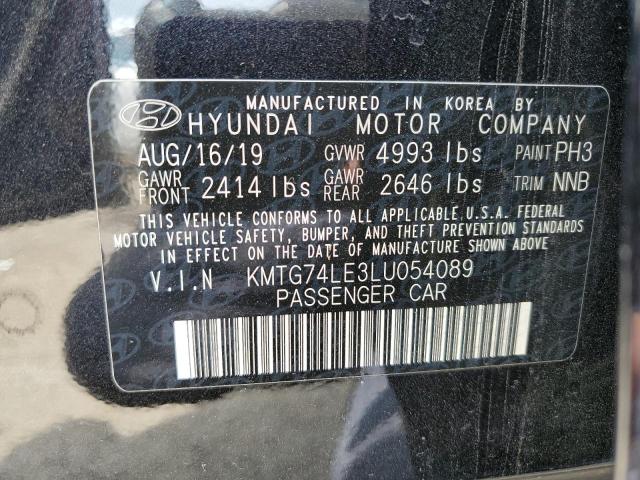 MANUFACTURED IN KOREA BY
HYUNDAI MOTOR COMPANY
AUG/16/19 GVWR 4993 lbs PAINT PH3
GAWR FRONT 2414 lbs GAWR REAR 2646 lbs TRIM NNB
THIS VEHICLE CONFORMS TO ALL APPLICABLE U.S.A. FEDERAL
MOTOR VEHICLE SAFETY, BUMPER, AND THEFT PREVENTION STANDARDS
IN EFFECT ON THE DATE OF MANUFACTURE SHOWN ABOVE
V.I.N KMTG74LE3LU054089
PASSENGER CAR